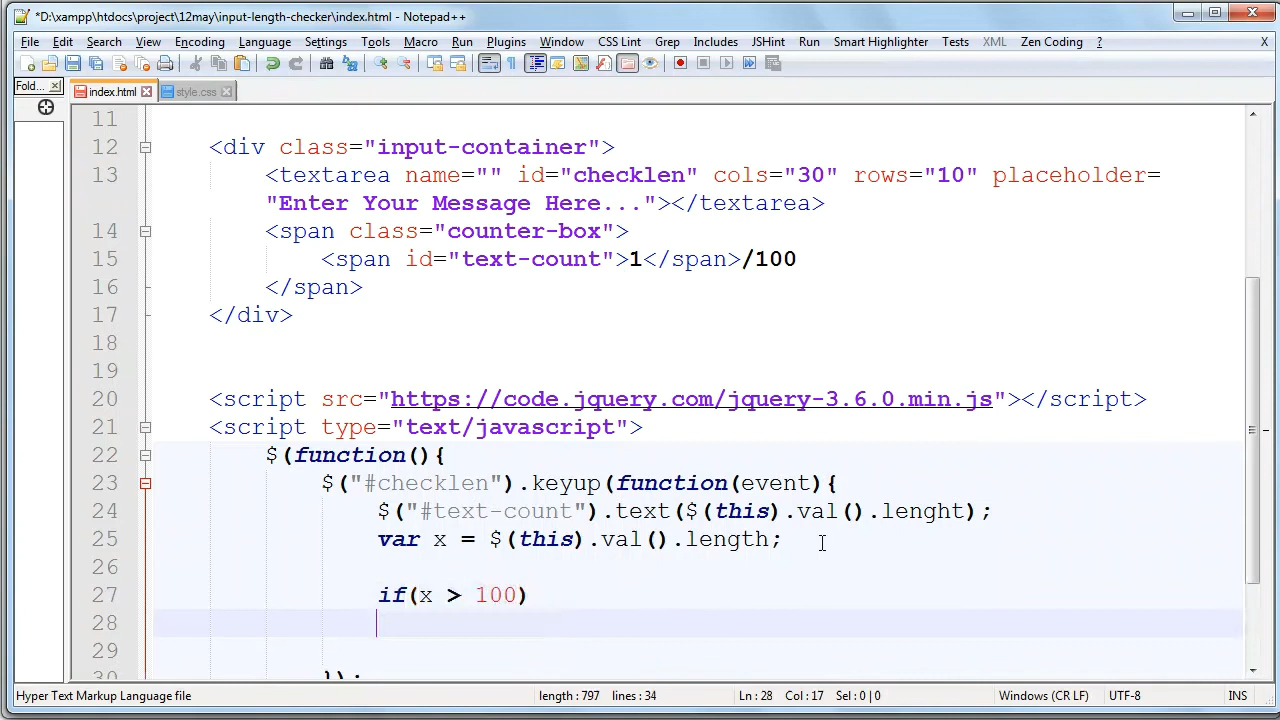 *D:\xampp\htdocs\project\12may\input-length-checker\index.html - Notepad++
File Edit Search View Encoding Language Settings Tools Macro Run Plugins Window CSS Lint Grep Includes JSHint Run Smart Highlighter Tests XML Zen Coding ? X
Fold... index.html style.css
11
12 <div class="input-container">
13 <textarea name="" id="checklen" cols="30" rows="10" placeholder=
"Enter Your Message Here..."></textarea>
14 <span class="counter-box">
15 <span id="text-count">1</span>/100
16 </span>
17 </div>
18
19
20 <script src="https://code.jquery.com/jquery-3.6.0.min.js"></script>
21 <script type="text/javascript">
22 $(function(){
23 $("#checklen").keyup(function(event){
24 $("#text-count").text($(this).val().lenght);
25 var x = $(this).val().length;
26
27 if(x > 100)
28
29
30 });
Hyper Text Markup Language file length : 797 lines : 34 Ln : 28 Col : 17 Sel : 0 | 0 Windows (CR LF) UTF-8 INS